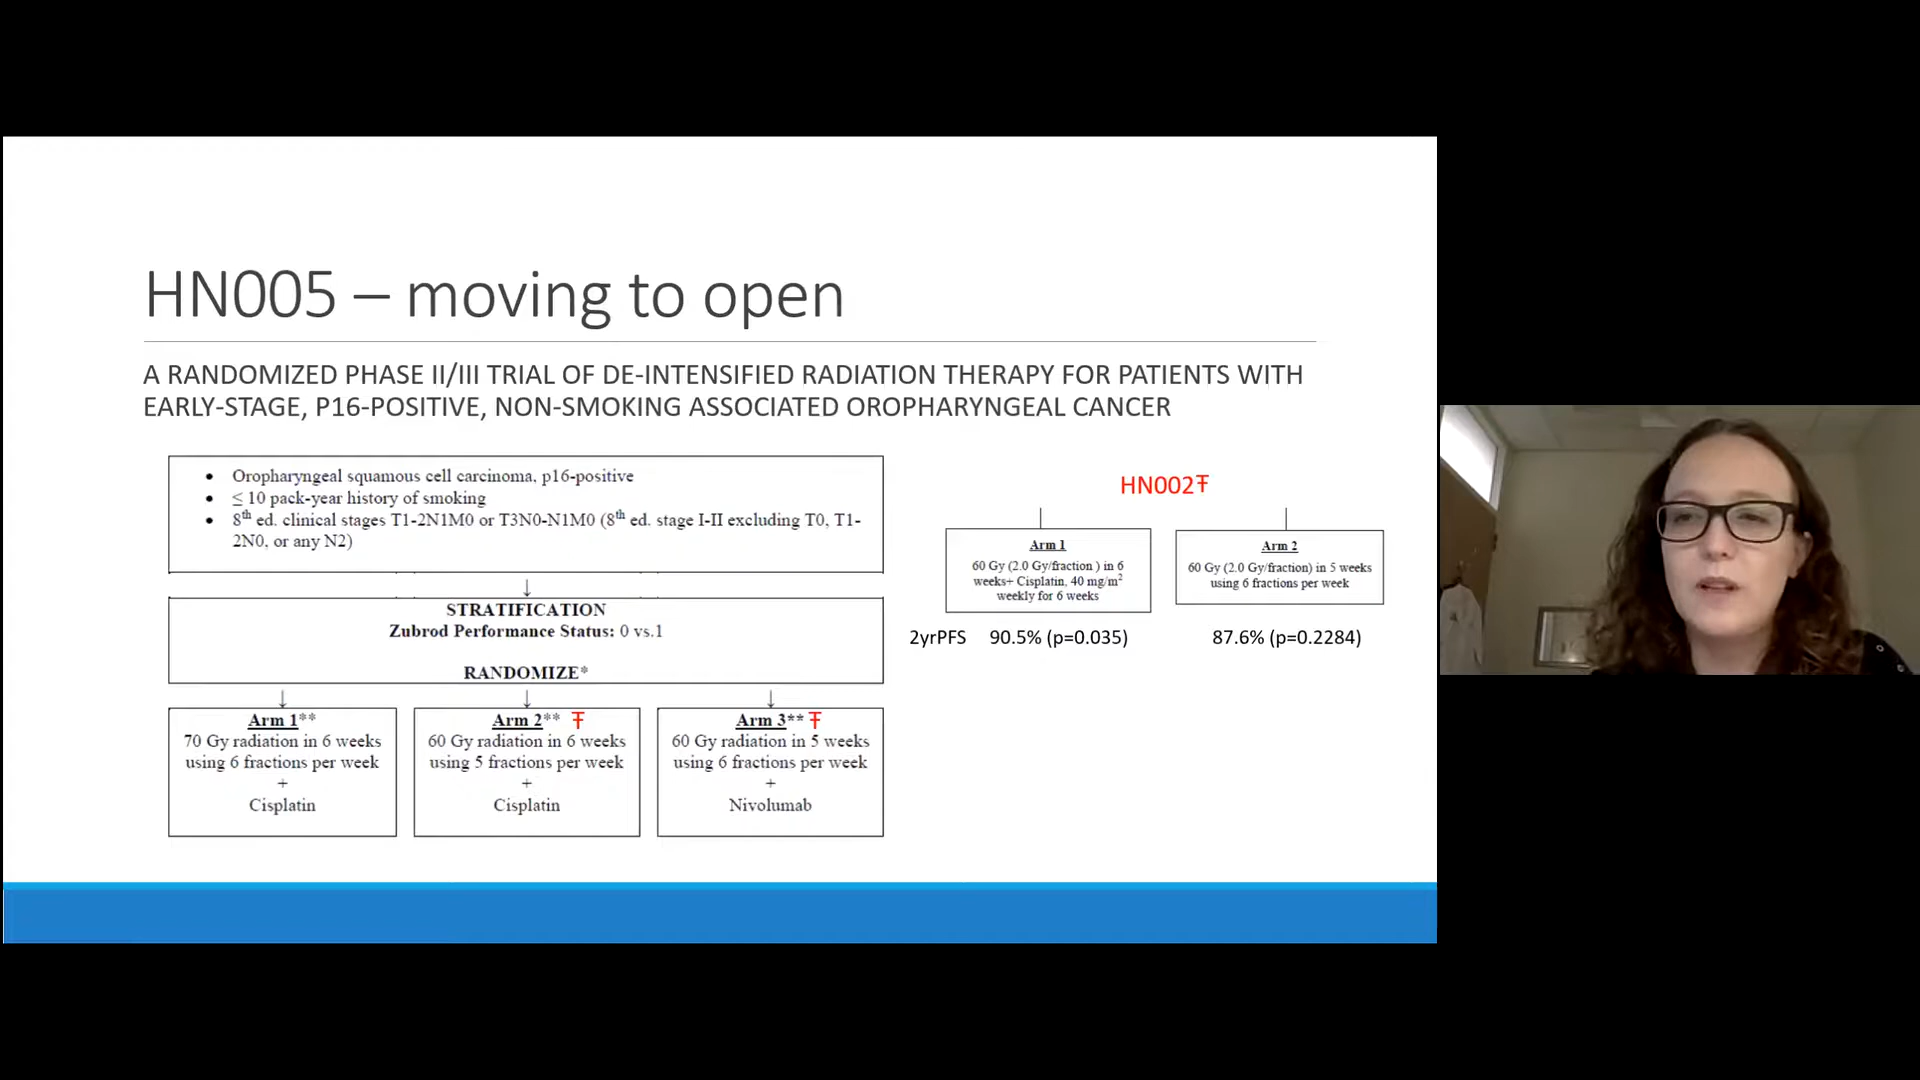 HN005 – moving to open
A RANDOMIZED PHASE II/III TRIAL OF DE-INTENSIFIED RADIATION THERAPY FOR PATIENTS WITH
EARLY-STAGE, P16-POSITIVE, NON-SMOKING ASSOCIATED OROPHARYNGEAL CANCER
• Oropharyngeal squamous cell carcinoma, p16-positive
• ≤ 10 pack-year history of smoking
• 8th ed. clinical stages T1-2N1M0 or T3N0-N1M0 (8th ed. stage I-II excluding T0, T1-
2N0, or any N2)
STRATIFICATION
Zubrod Performance Status: 0 vs.1
RANDOMIZE*
Arm 1**
70 Gy radiation in 6 weeks
using 6 fractions per week
+
Cisplatin
Arm 2** Ŧ
60 Gy radiation in 6 weeks
using 5 fractions per week
+
Cisplatin
Arm 3** Ŧ
60 Gy radiation in 5 weeks
using 6 fractions per week
+
Nivolumab
HN002Ŧ
Arm 1
60 Gy (2.0 Gy/fraction ) in 6
weeks+ Cisplatin, 40 mg/m2
weekly for 6 weeks
Arm 2
60 Gy (2.0 Gy/fraction) in 5 weeks
using 6 fractions per week
2yrPFS 90.5% (p=0.035) 87.6% (p=0.2284)